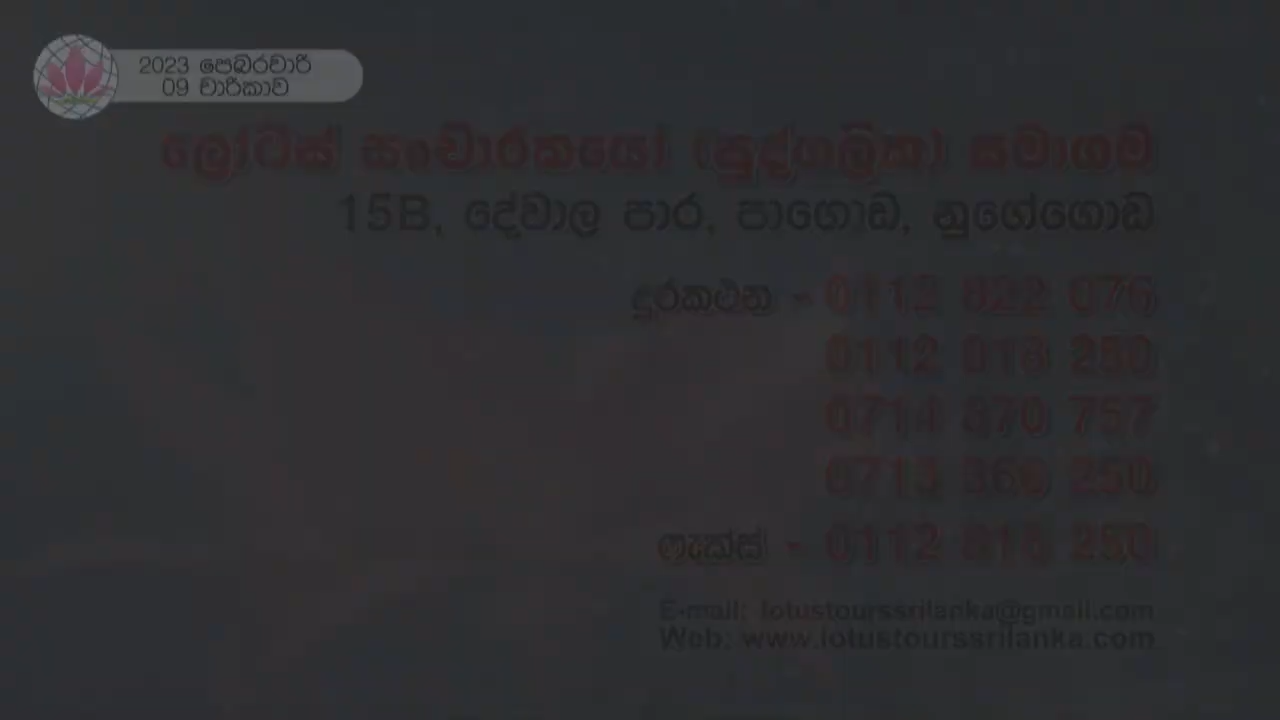 2023 පෙබරවාරි
09 චාරිකාව
ලෝටස් සංචාරකයෝ (පුද්ගලික) සමාගම
15B, දේවාල පාර, පාගොඩ, නුගේගොඩ
දුරකථන - 0112 822 076
0112 818 250
0714 370 757
0713 366 250
ෆැක්ස් - 0112 818 250
E-mail: lotustourssrilanka@gmail.com
Web: www.lotustourssrilanka.com